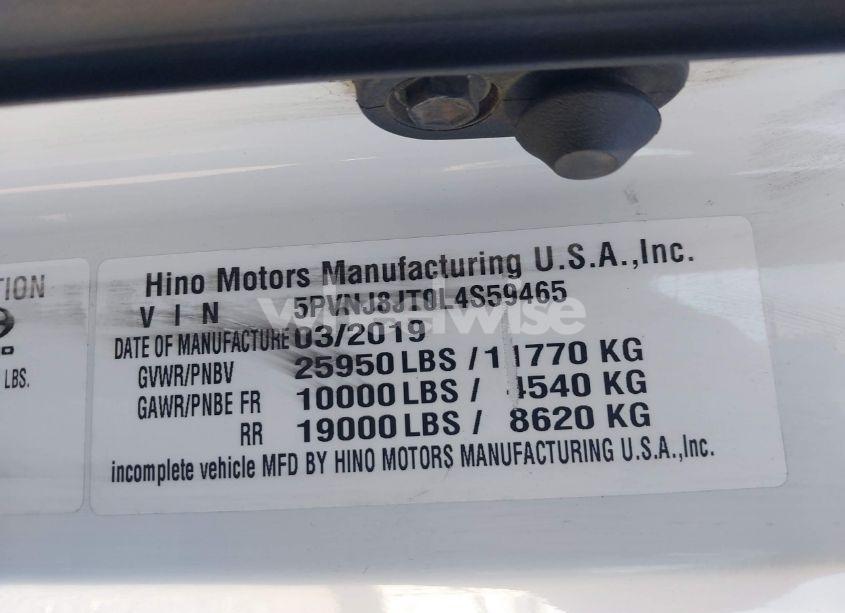 TION
LBS.
Hino Motors Manufacturing U.S.A.,Inc.
VIN 5PVNJ8JT0L4S59465
DATE OF MANUFACTURE 03/2019
GVWR/PNBV 25950 LBS / 11770 KG
GAWR/PNBE FR 10000 LBS / 4540 KG
RR 19000 LBS / 8620 KG
incomplete vehicle MFD BY HINO MOTORS MANUFACTURING U.S.A.,Inc.
wheelwise